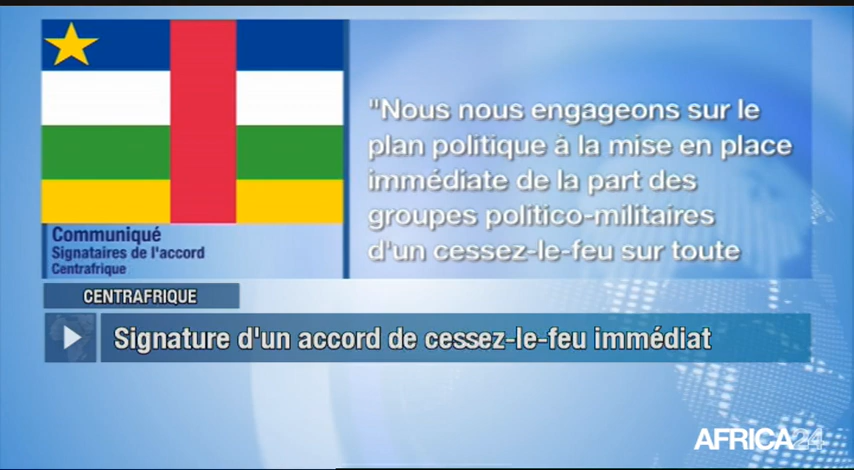 "Nous nous engageons sur le
plan politique à la mise en place
immédiate de la part des
groupes politico-militaires
d'un cessez-le-feu sur toute
Communiqué
Signataires de l'accord
Centrafrique
CENTRAFRIQUE
Signature d'un accord de cessez-le-feu immédiat
AFRICA24